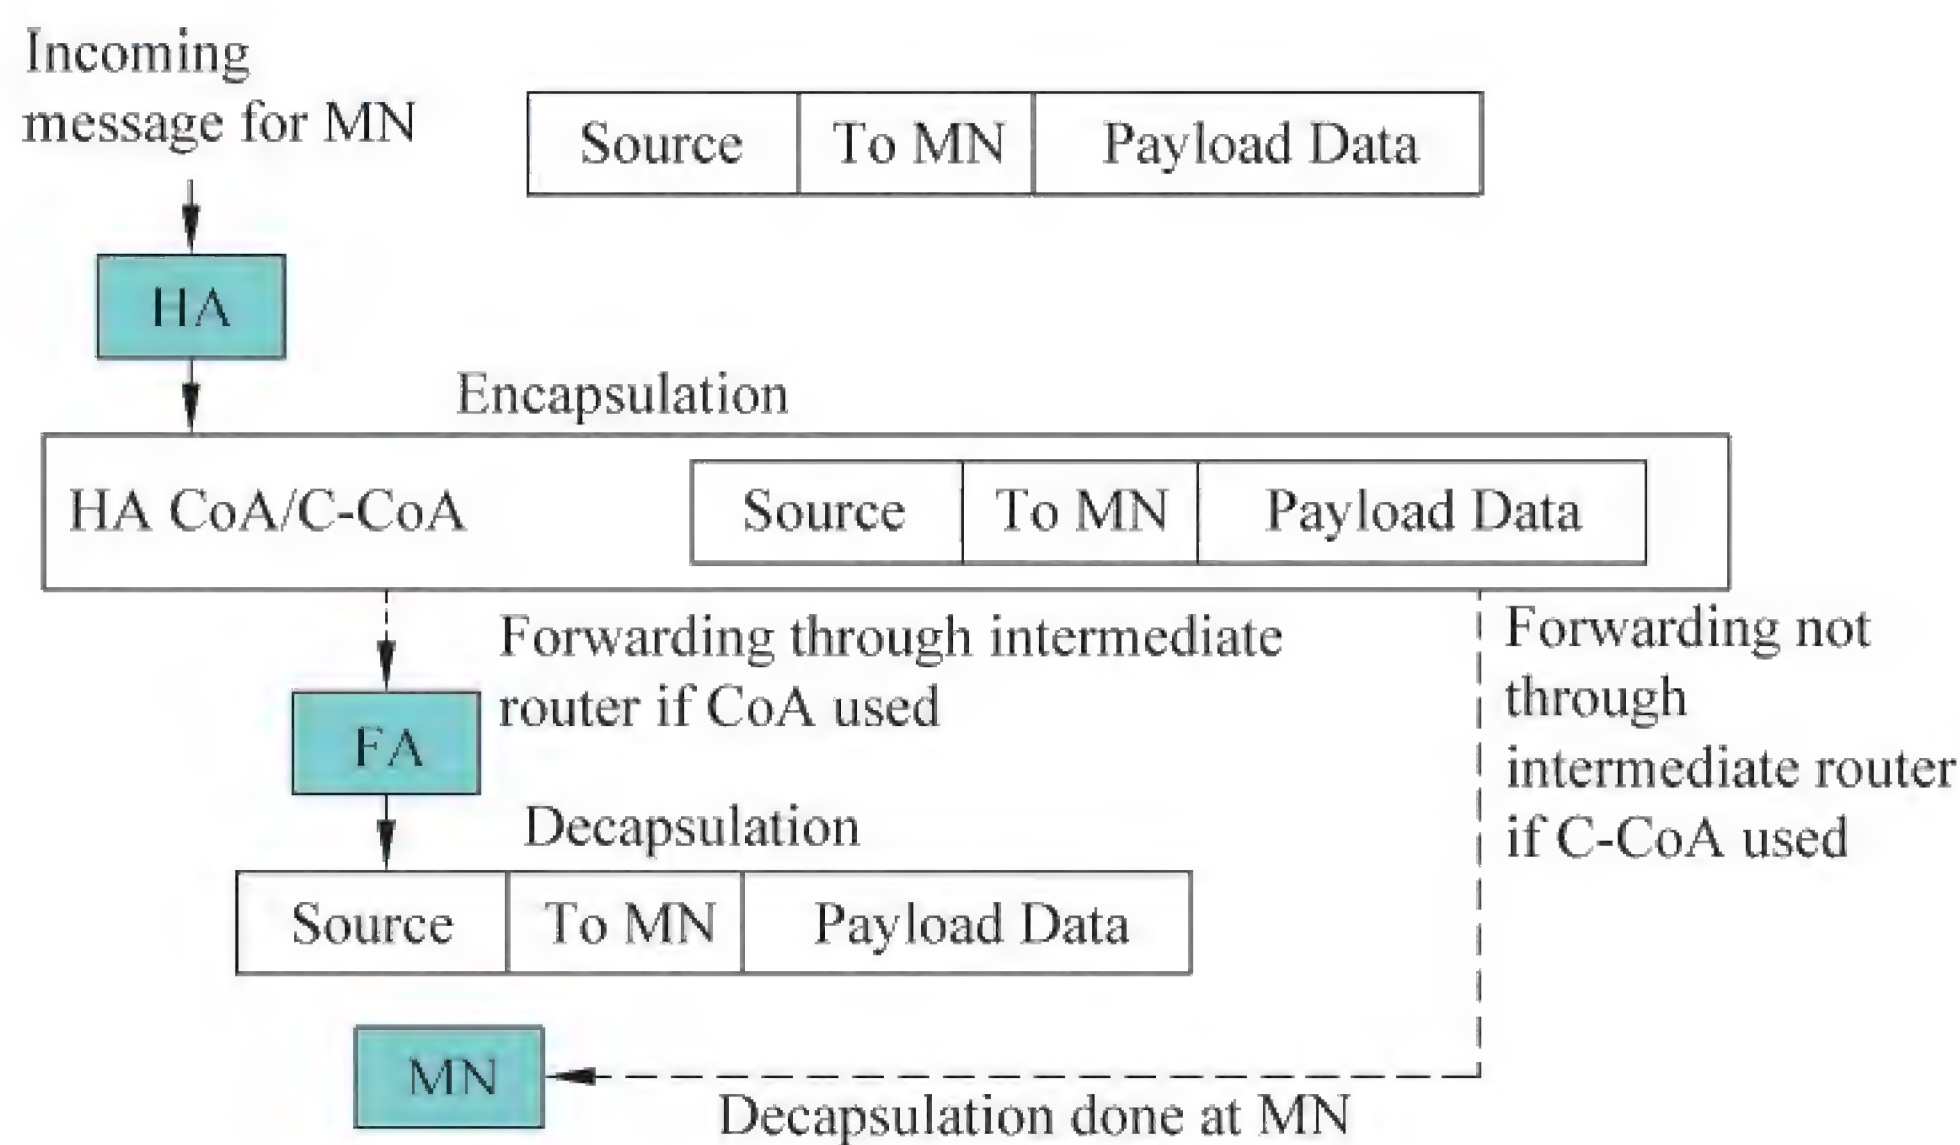 Incoming
message for MN
Source To MN Payload Data
HA
Encapsulation
HA CoA/C-CoA Source To MN Payload Data
Forwarding through intermediate
router if CoA used
Forwarding not
through
intermediate router
if C-CoA used
FA
Decapsulation
Source To MN Payload Data
MN
Decapsulation done at MN